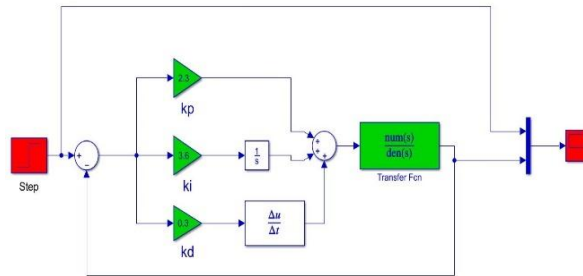 2.3
kp
Step
3.6
ki
1
s
num(s)
den(s)
Transfer Fcn
0.3
kd
Δu
Δt